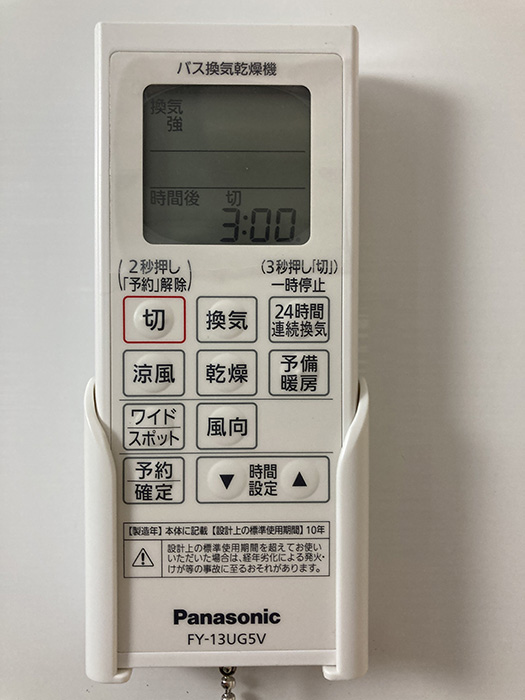 バス換気乾燥機
換気
強
時間後 切
3:00
2秒押し
「予約」解除
(3秒押し「切」)
一時停止
切
換気
24時間
連続換気
涼風
乾燥
予備
暖房
ワイド
スポット
風向
予約
確定
▼ 時間
設定 ▲
【製造年】本体に記載【設計上の標準使用期間】10年
設計上の標準使用期間を超えてお使い
いただいた場合は、経年劣化による発火・
けが等の事故に至るおそれがあります。
Panasonic
FY-13UG5V